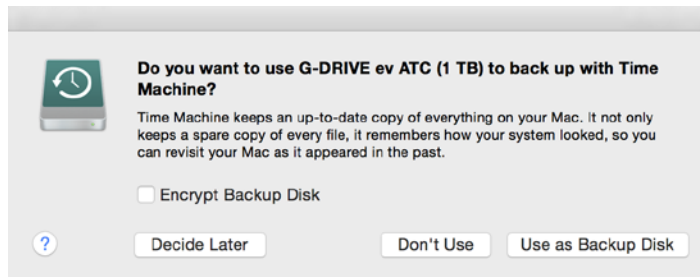 Do you want to use G-DRIVE ev ATC (1 TB) to back up with Time
Machine?
Time Machine keeps an up-to-date copy of everything on your Mac. It not only
keeps a spare copy of every file, it remembers how your system looked, so you
can revisit your Mac as it appeared in the past.
Encrypt Backup Disk
? Decide Later Don't Use Use as Backup Disk